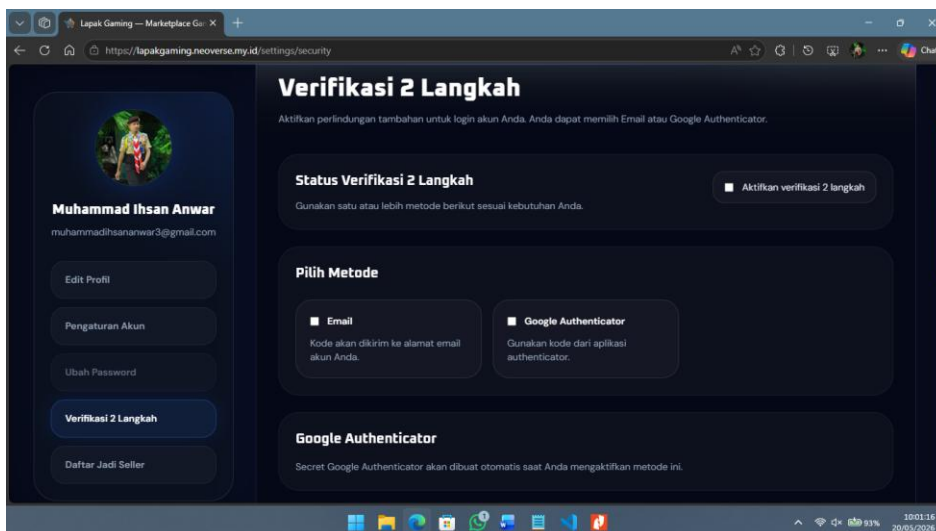 Lapak Gaming — Marketplace Gar
https://lapakgaming.neoverse.my.id/settings/security
Chat
Muhammad Ihsan Anwar
muhammadihsananwar3@gmail.com
Edit Profil
Pengaturan Akun
Ubah Password
Verifikasi 2 Langkah
Daftar Jadi Seller
Verifikasi 2 Langkah
Aktifkan perlindungan tambahan untuk login akun Anda. Anda dapat memilih Email atau Google Authenticator.
Status Verifikasi 2 Langkah
Gunakan satu atau lebih metode berikut sesuai kebutuhan Anda.
Aktifkan verifikasi 2 langkah
Pilih Metode
Email
Kode akan dikirim ke alamat email
akun Anda.
Google Authenticator
Gunakan kode dari aplikasi
authenticator.
Google Authenticator
Secret Google Authenticator akan dibuat otomatis saat Anda mengaktifkan metode ini.
93%
10:01:16
20/05/2026